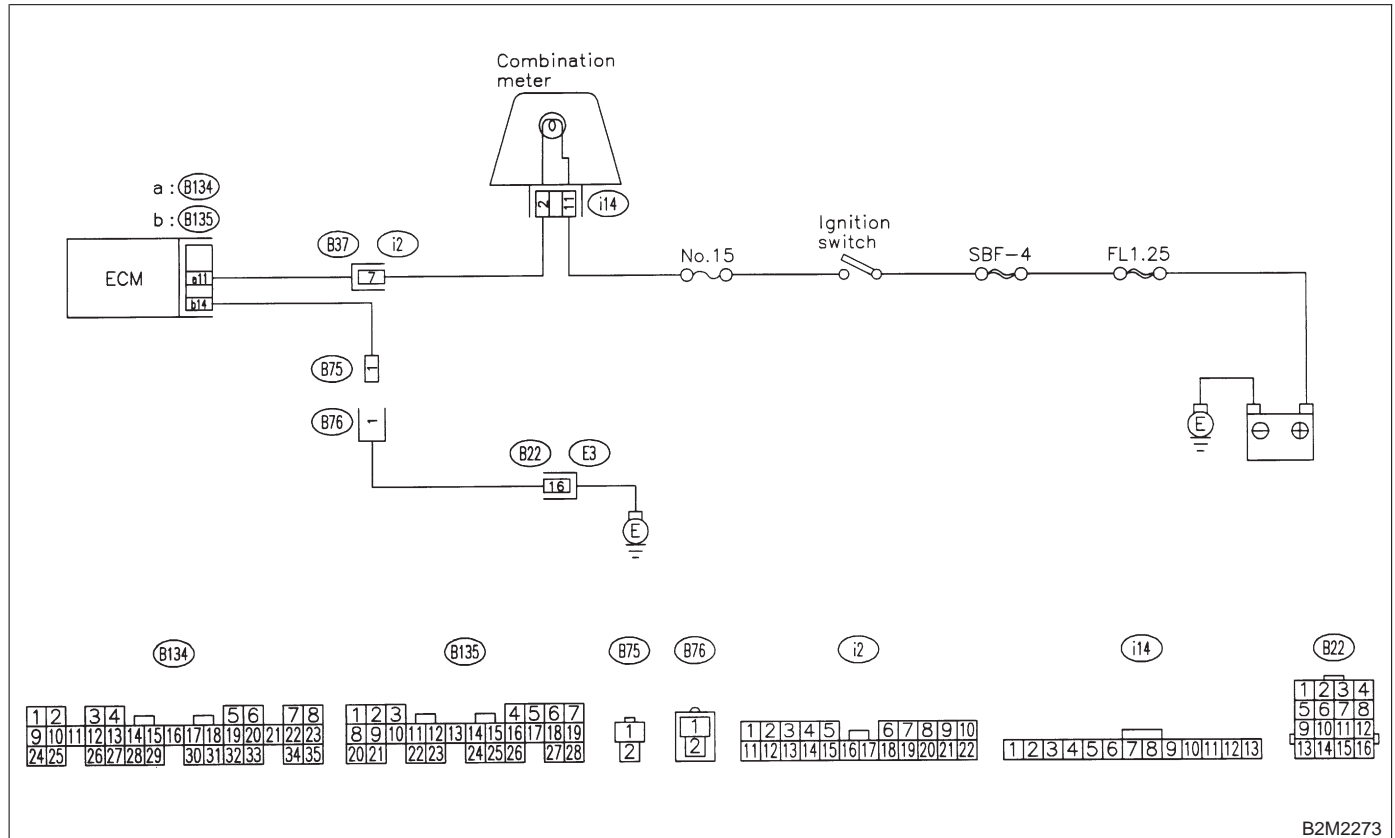 Combination
meter
a : B134
b : B135
2 11 i14
B37 i2
Ignition
switch
No.15
SBF-4
FL1.25
ECM
a11
7
b14
B75 1
B76 1
E
⊖ ⊕
B22 E3
16
E
B134
B135
B75
B76
i2
i14
B22
1 2 3 4 5 6 7 8
9 10 11 12 13 14 15 16 17 18 19 20 21 22 23
24 25 26 27 28 29 30 31 32 33 34 35
1 2 3 4 5 6 7
8 9 10 11 12 13 14 15 16 17 18 19
20 21 22 23 24 25 26 27 28
1
2
1
2
1 2 3 4 5 6 7 8 9 10
11 12 13 14 15 16 17 18 19 20 21 22
1 2 3 4 5 6 7 8 9 10 11 12 13
1 2 3 4
5 6 7 8
9 10 11 12
13 14 15 16
B2M2273